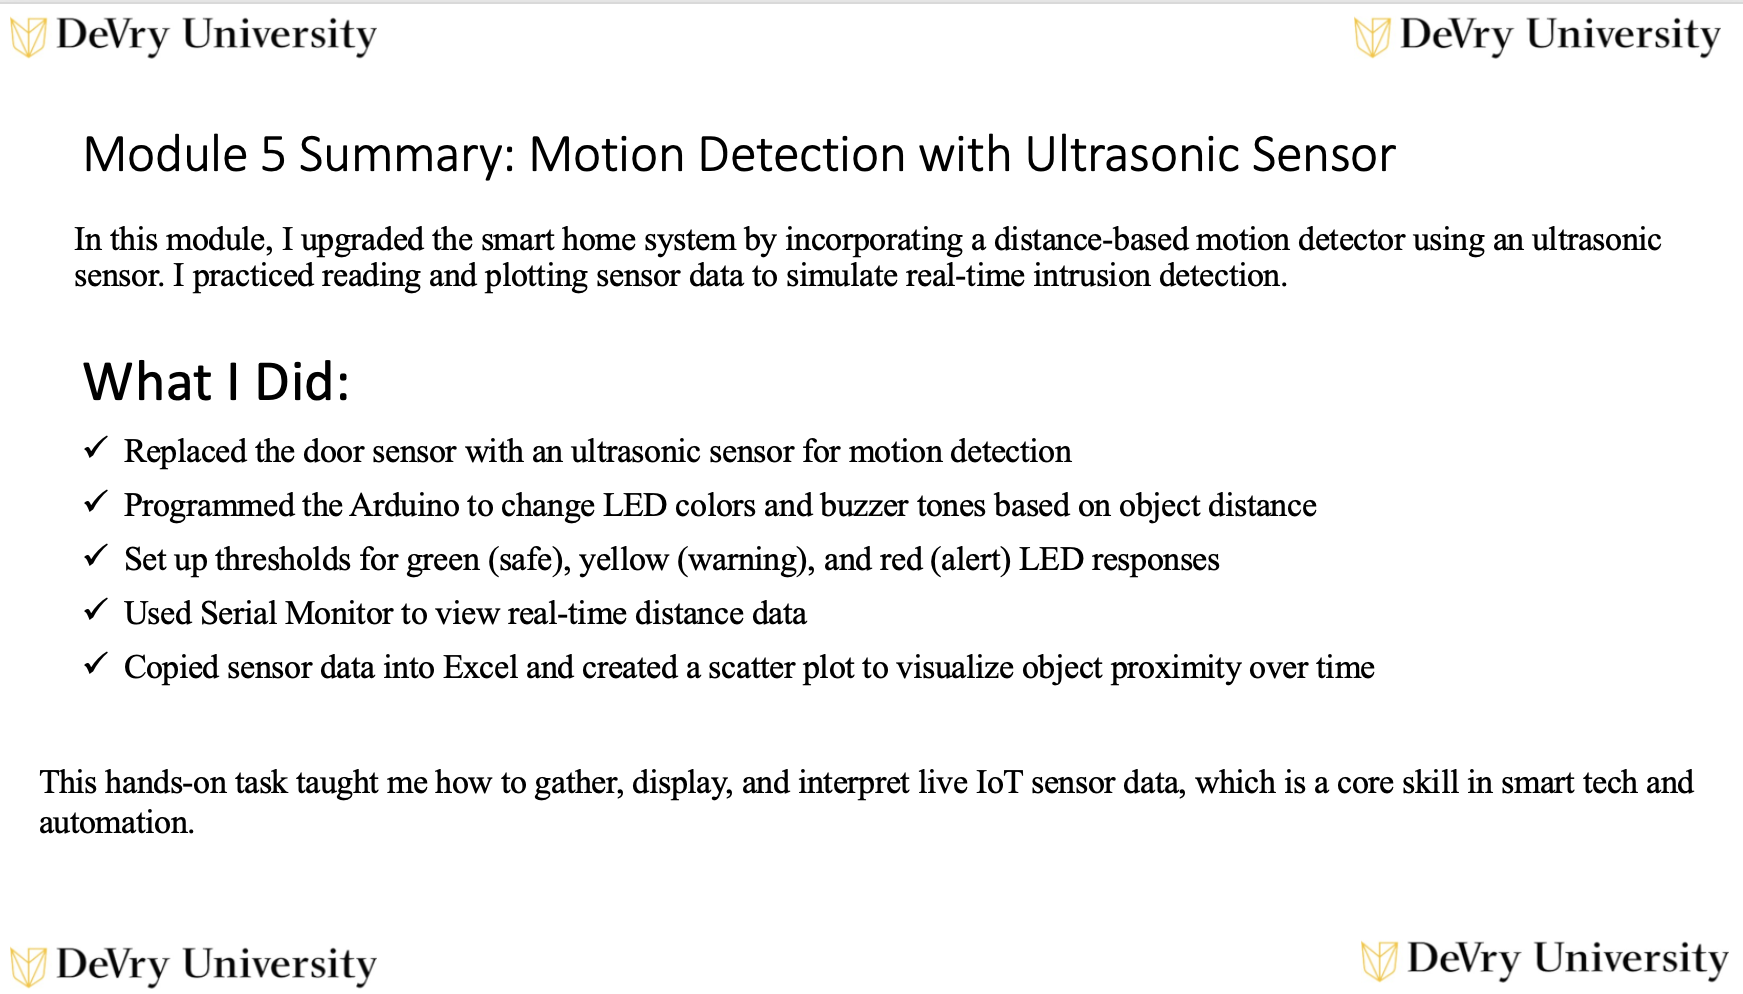 DeVry University
DeVry University
Module 5 Summary: Motion Detection with Ultrasonic Sensor
In this module, I upgraded the smart home system by incorporating a distance-based motion detector using an ultrasonic
sensor. I practiced reading and plotting sensor data to simulate real-time intrusion detection.
What I Did:
✓ Replaced the door sensor with an ultrasonic sensor for motion detection
✓ Programmed the Arduino to change LED colors and buzzer tones based on object distance
✓ Set up thresholds for green (safe), yellow (warning), and red (alert) LED responses
✓ Used Serial Monitor to view real-time distance data
✓ Copied sensor data into Excel and created a scatter plot to visualize object proximity over time
This hands-on task taught me how to gather, display, and interpret live IoT sensor data, which is a core skill in smart tech and
automation.
DeVry University
DeVry University